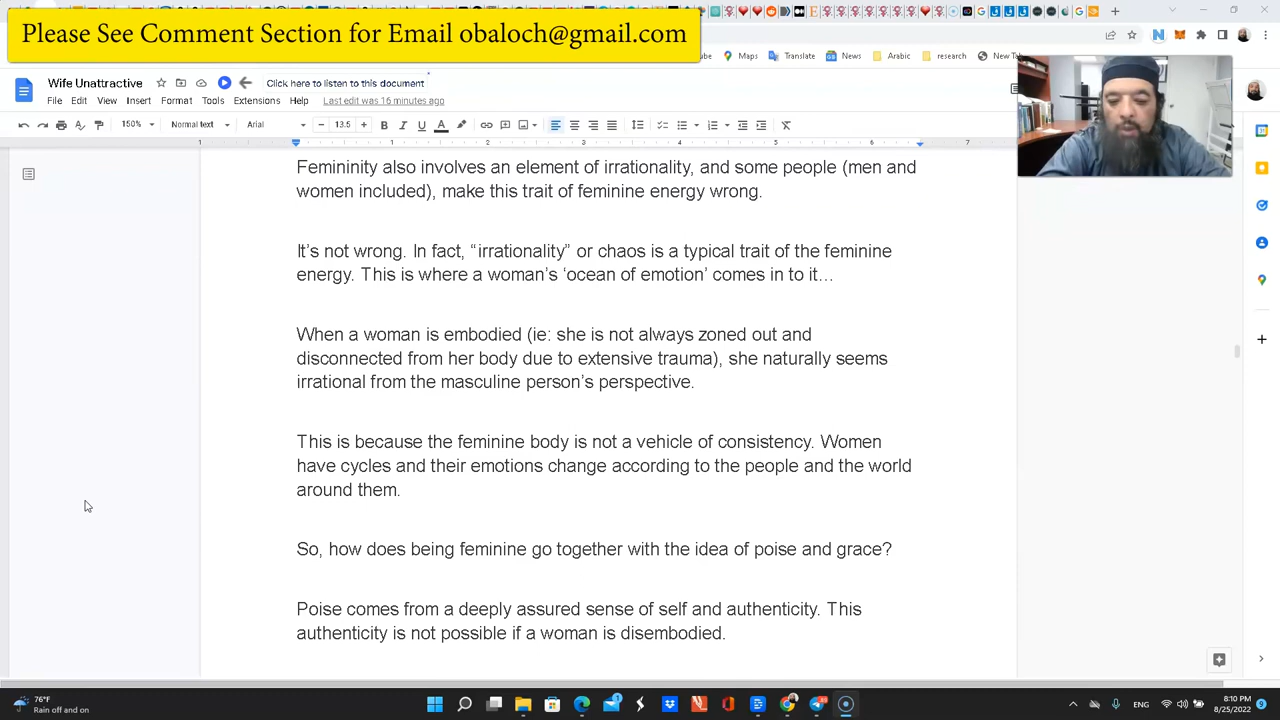 Please See Comment Section for Email obaloch@gmail.com
Maps Translate News Arabic research New Tab
Wife Unattractive
Click here to listen to this document
File Edit View Insert Format Tools Extensions Help Last edit was 16 minutes ago
150% Normal text Arial 13.5
1 1 2 3 4 5 6 7
Femininity also involves an element of irrationality, and some people (men and
women included), make this trait of feminine energy wrong.
It's not wrong. In fact, “irrationality” or chaos is a typical trait of the feminine
energy. This is where a woman's ‘ocean of emotion’ comes in to it…
When a woman is embodied (ie: she is not always zoned out and
disconnected from her body due to extensive trauma), she naturally seems
irrational from the masculine person's perspective.
This is because the feminine body is not a vehicle of consistency. Women
have cycles and their emotions change according to the people and the world
around them.
So, how does being feminine go together with the idea of poise and grace?
Poise comes from a deeply assured sense of self and authenticity. This
authenticity is not possible if a woman is disembodied.
76°F
Rain off and on
ENG
8:10 PM
8/25/2022